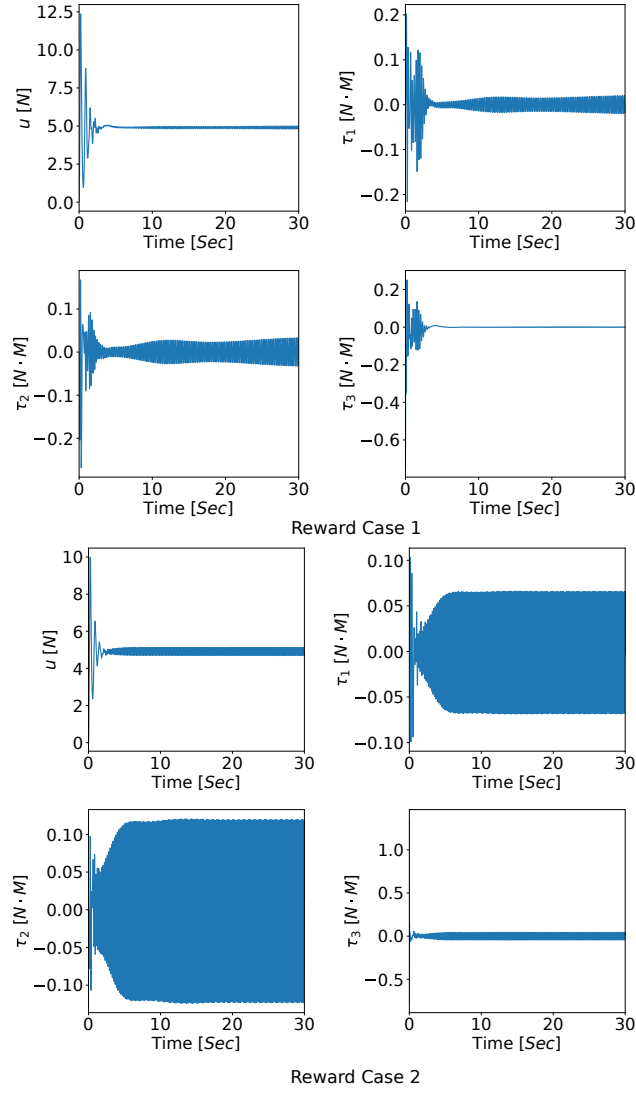 12.5
10.0
7.5
5.0
2.5
0.0
u [N]
0 10 20 30
Time [Sec]
0.2
0.1
0.0
−0.1
−0.2
τ1 [N · M]
0 10 20 30
Time [Sec]
0.1
0.0
−0.1
−0.2
τ2 [N · M]
0 10 20 30
Time [Sec]
0.2
0.0
−0.2
−0.4
−0.6
τ3 [N · M]
0 10 20 30
Time [Sec]
Reward Case 1
10
8
6
4
2
0
u [N]
0 10 20 30
Time [Sec]
0.10
0.05
0.00
−0.05
−0.10
τ1 [N · M]
0 10 20 30
Time [Sec]
0.10
0.05
0.00
−0.05
−0.10
τ2 [N · M]
0 10 20 30
Time [Sec]
1.0
0.5
0.0
−0.5
τ3 [N · M]
0 10 20 30
Time [Sec]
Reward Case 2